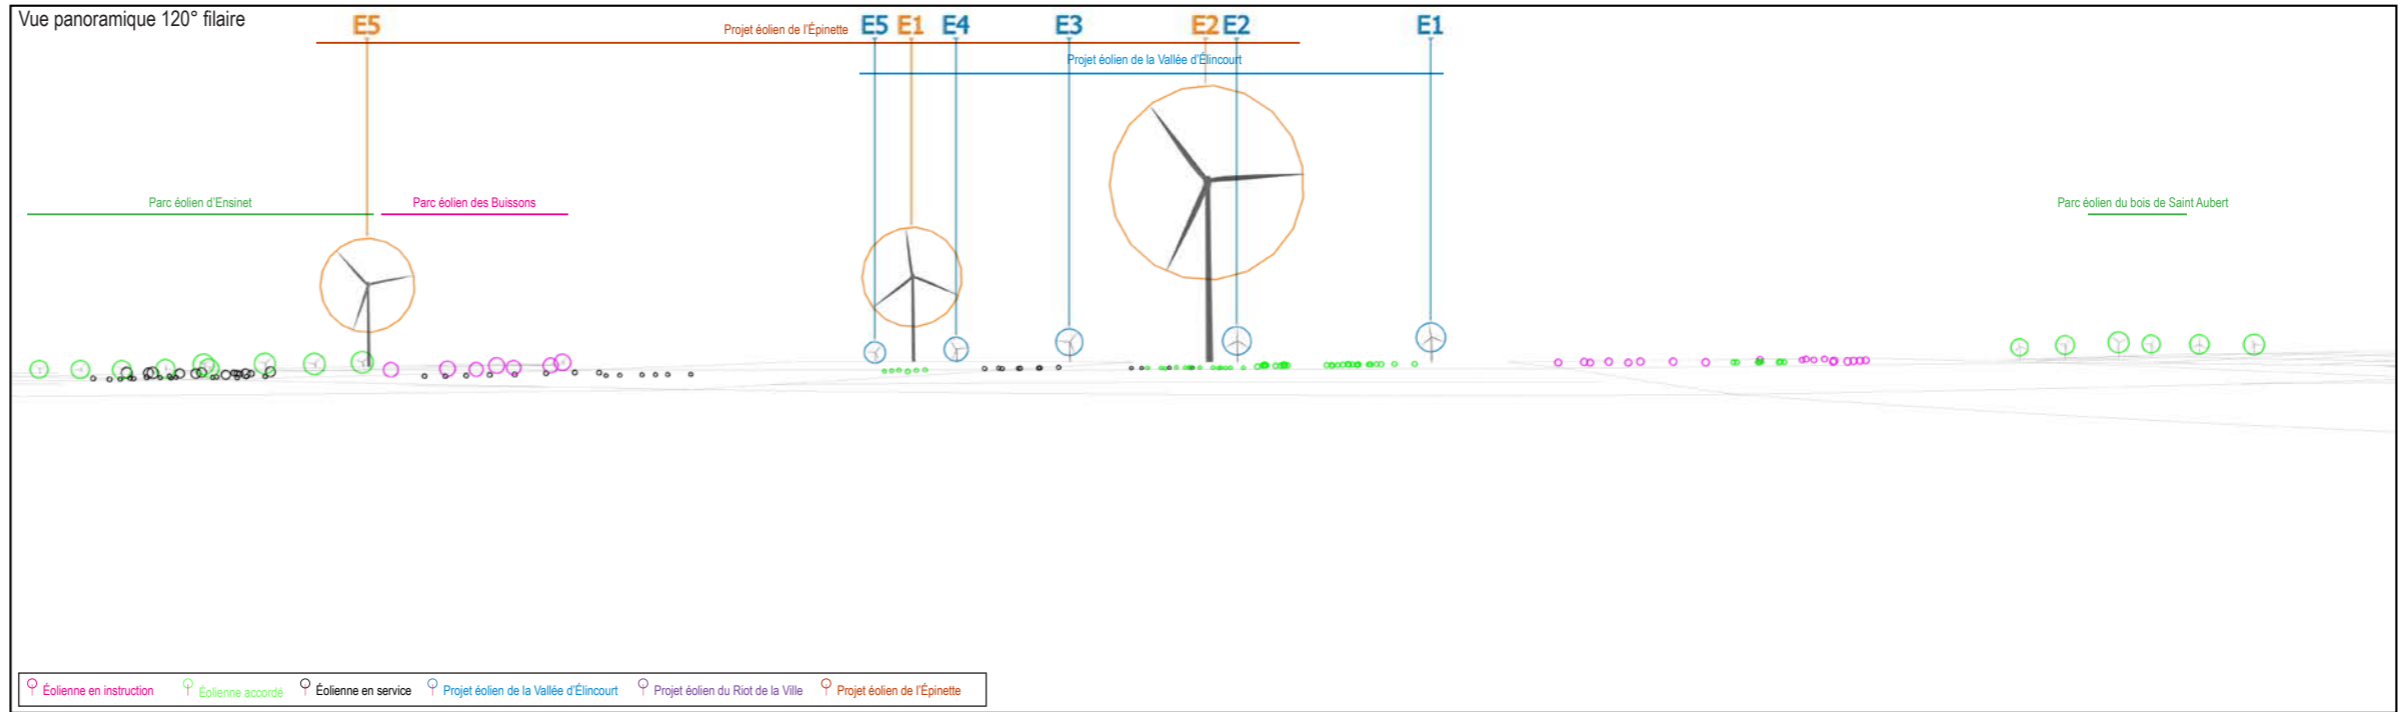 Vue panoramique 120° filaire
E5
Projet éolien de l'Épinette
E5 E1 E4 E3 E2 E2 E1
Projet éolien de la Vallée d'Élincourt
Parc éolien d'Ensinet
Parc éolien des Buissons
Parc éolien du bois de Saint Aubert
Éolienne en instruction
Éolienne accordé
Éolienne en service
Projet éolien de la Vallée d'Élincourt
Projet éolien du Riot de la Ville
Projet éolien de l'Épinette